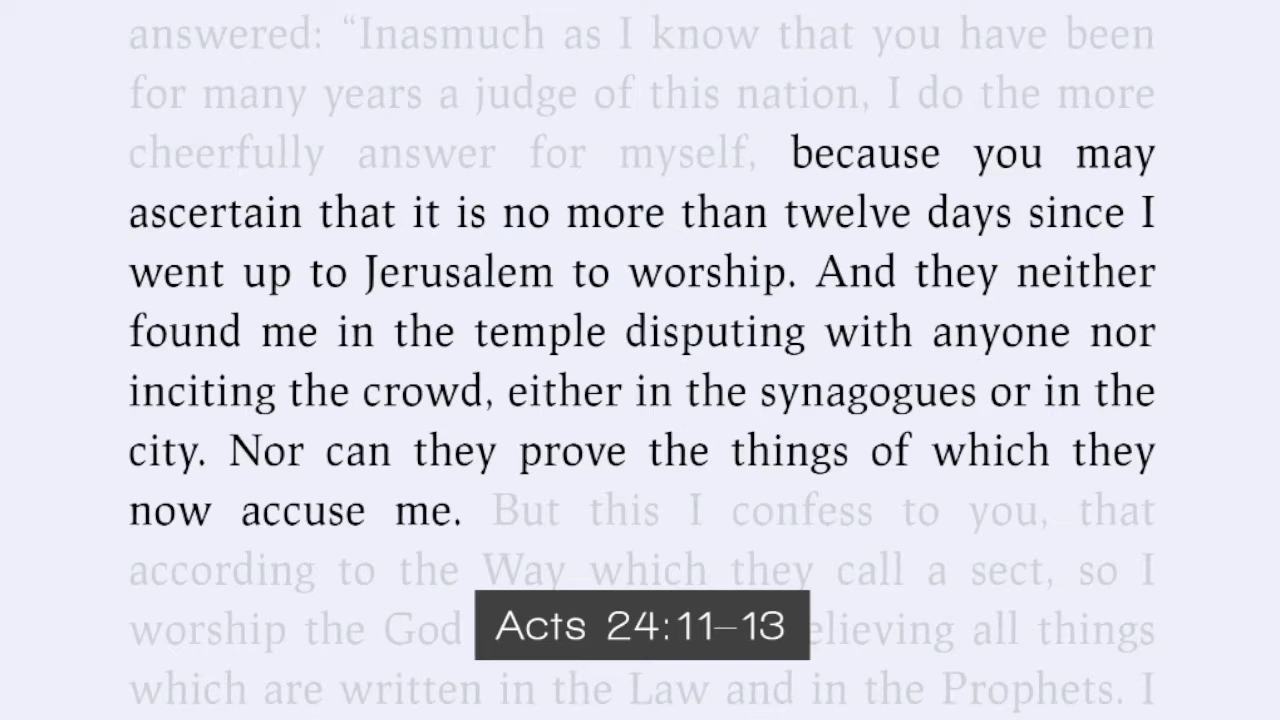 answered: “Inasmuch as I know that you have been
for many years a judge of this nation, I do the more
cheerfully answer for myself, because you may
ascertain that it is no more than twelve days since I
went up to Jerusalem to worship. And they neither
found me in the temple disputing with anyone nor
inciting the crowd, either in the synagogues or in the
city. Nor can they prove the things of which they
now accuse me. But this I confess to you, that
according to the Way which they call a sect, so I
worship the God elieving all things
Acts 24:11–13
which are written in the Law and in the Prophets. I